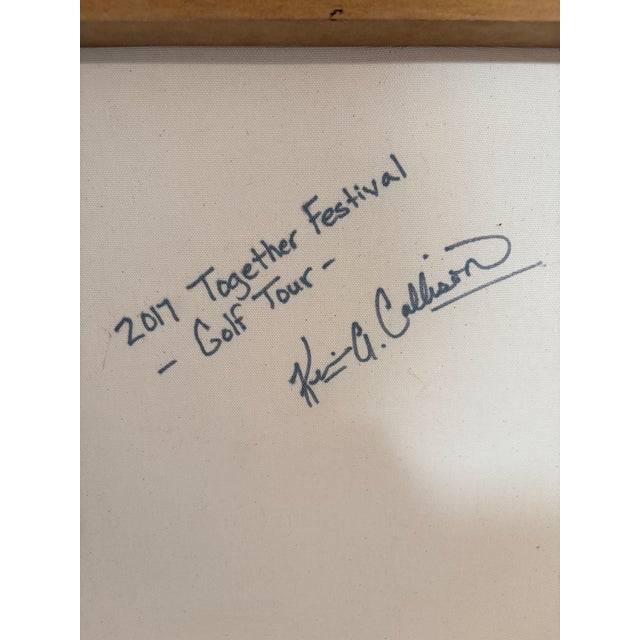 2017 Together Festival
- Golf Tour -
Kevin A. Callison